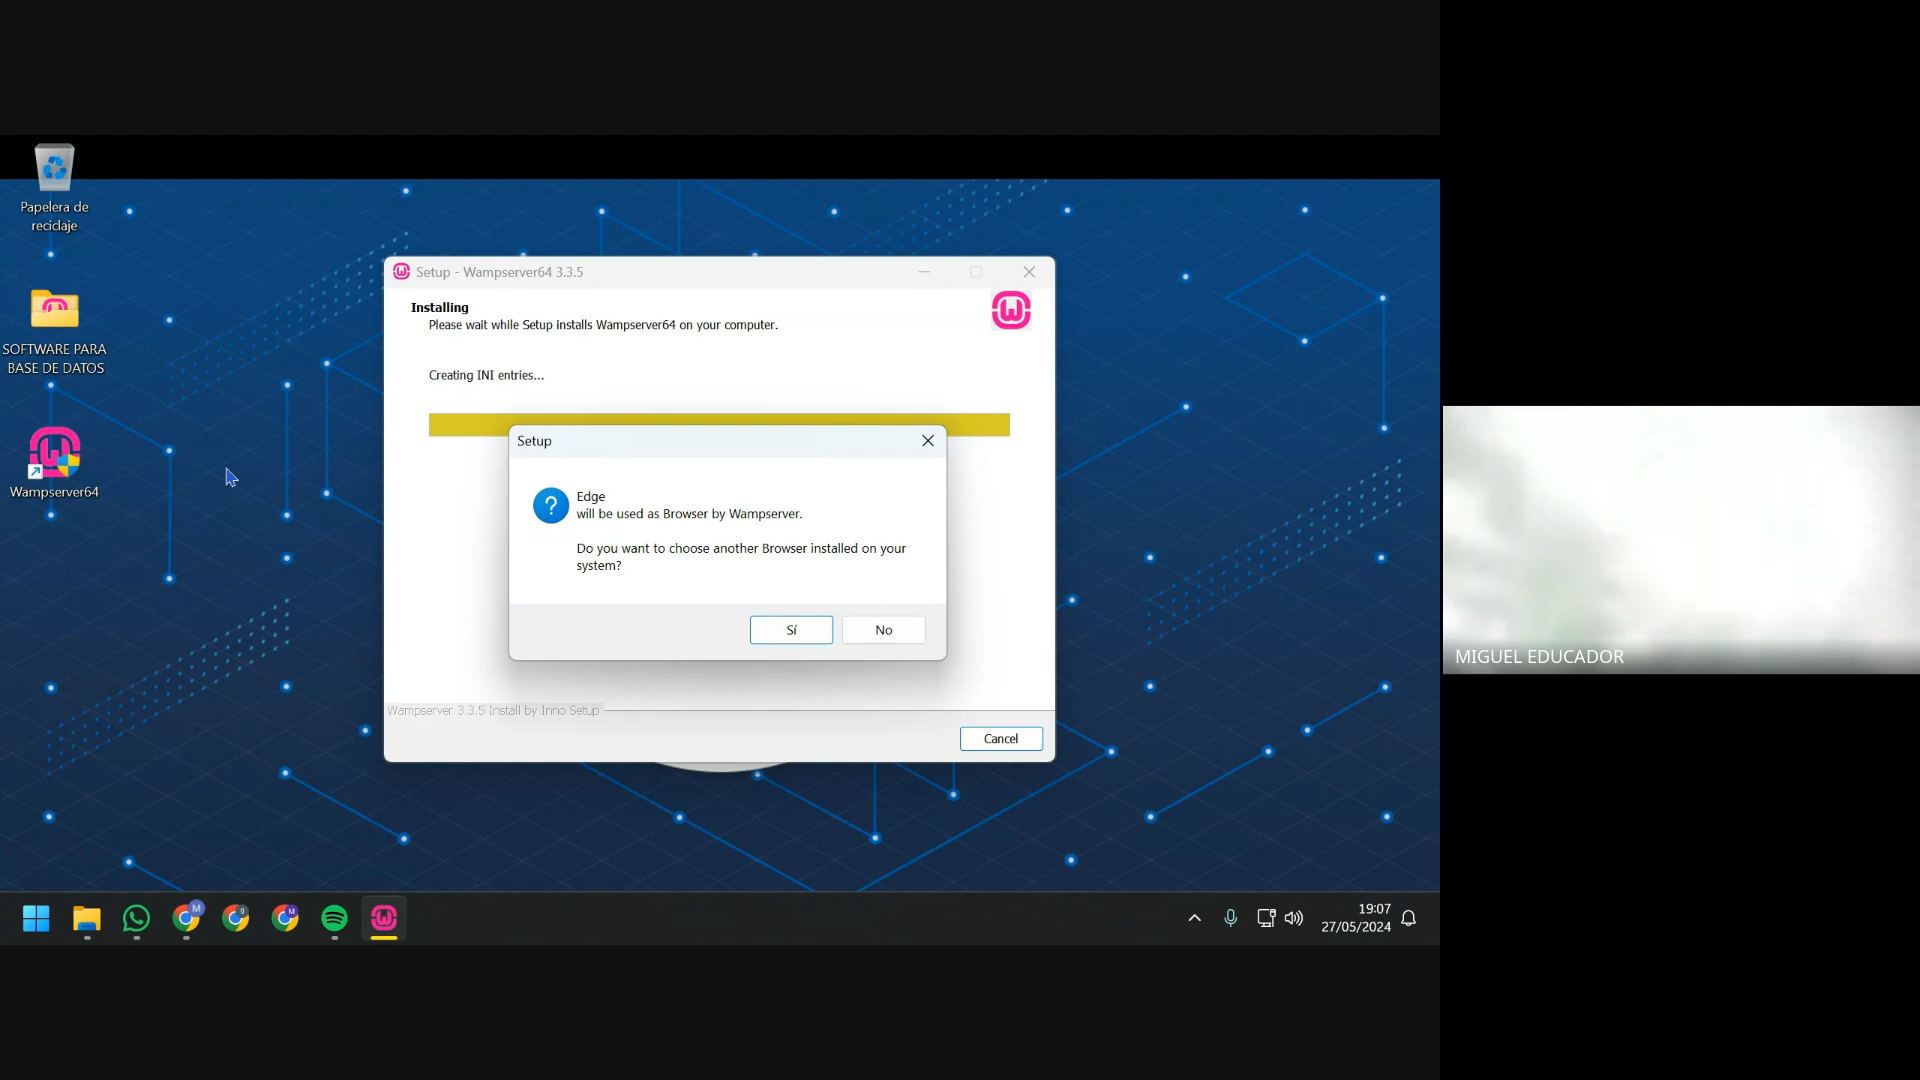 Papelera de
reciclaje
SOFTWARE PARA
BASE DE DATOS
Wampserver64
Setup - Wampserver64 3.3.5
Installing
Please wait while Setup installs Wampserver64 on your computer.
Creating INI entries...
Setup
Edge
will be used as Browser by Wampserver.
Do you want to choose another Browser installed on your
system?
Sí
No
Wampserver 3.3.5 Install by Inno Setup
Cancel
MIGUEL EDUCADOR
M
g
M
19:07
27/05/2024